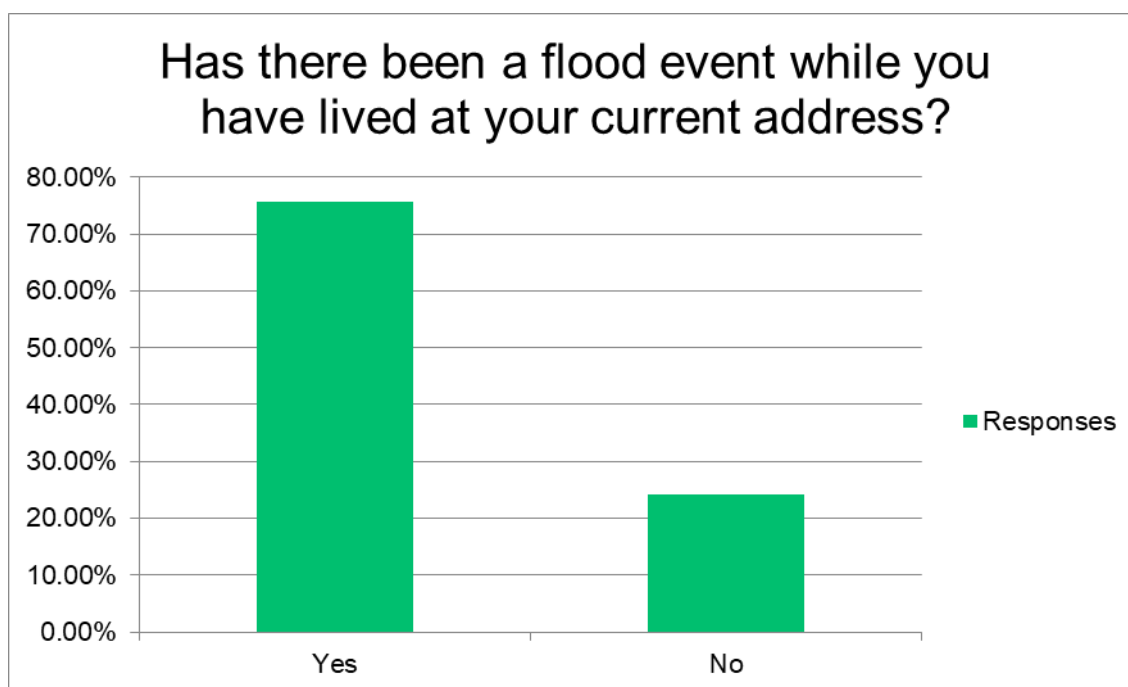 Has there been a flood event while you
have lived at your current address?
80.00%
70.00%
60.00%
50.00%
40.00%
30.00%
20.00%
10.00%
0.00%
Yes
No
Responses